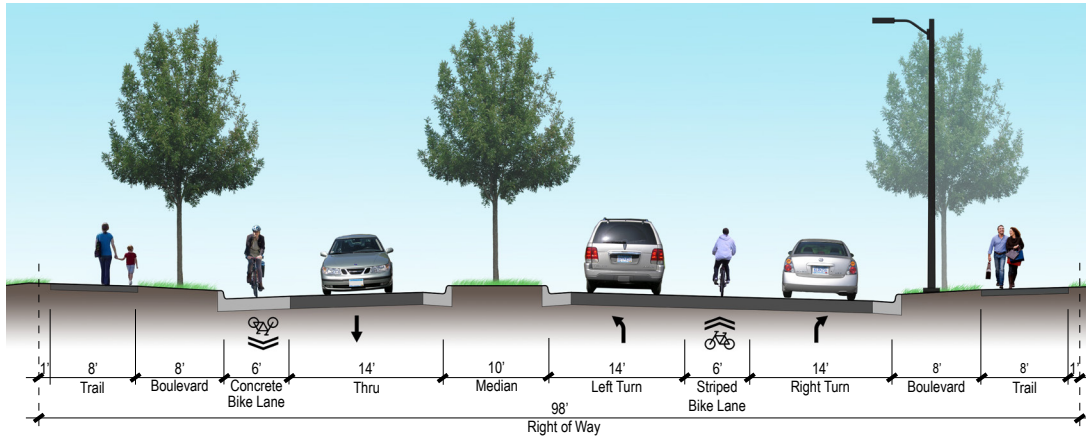 1’
8’
Trail
8’
Boulevard
6’
Concrete
Bike Lane
14’
Thru
10’
Median
14’
Left Turn
6’
Striped
Bike Lane
14’
Right Turn
8’
Boulevard
8’
Trail
1’
98’
Right of Way